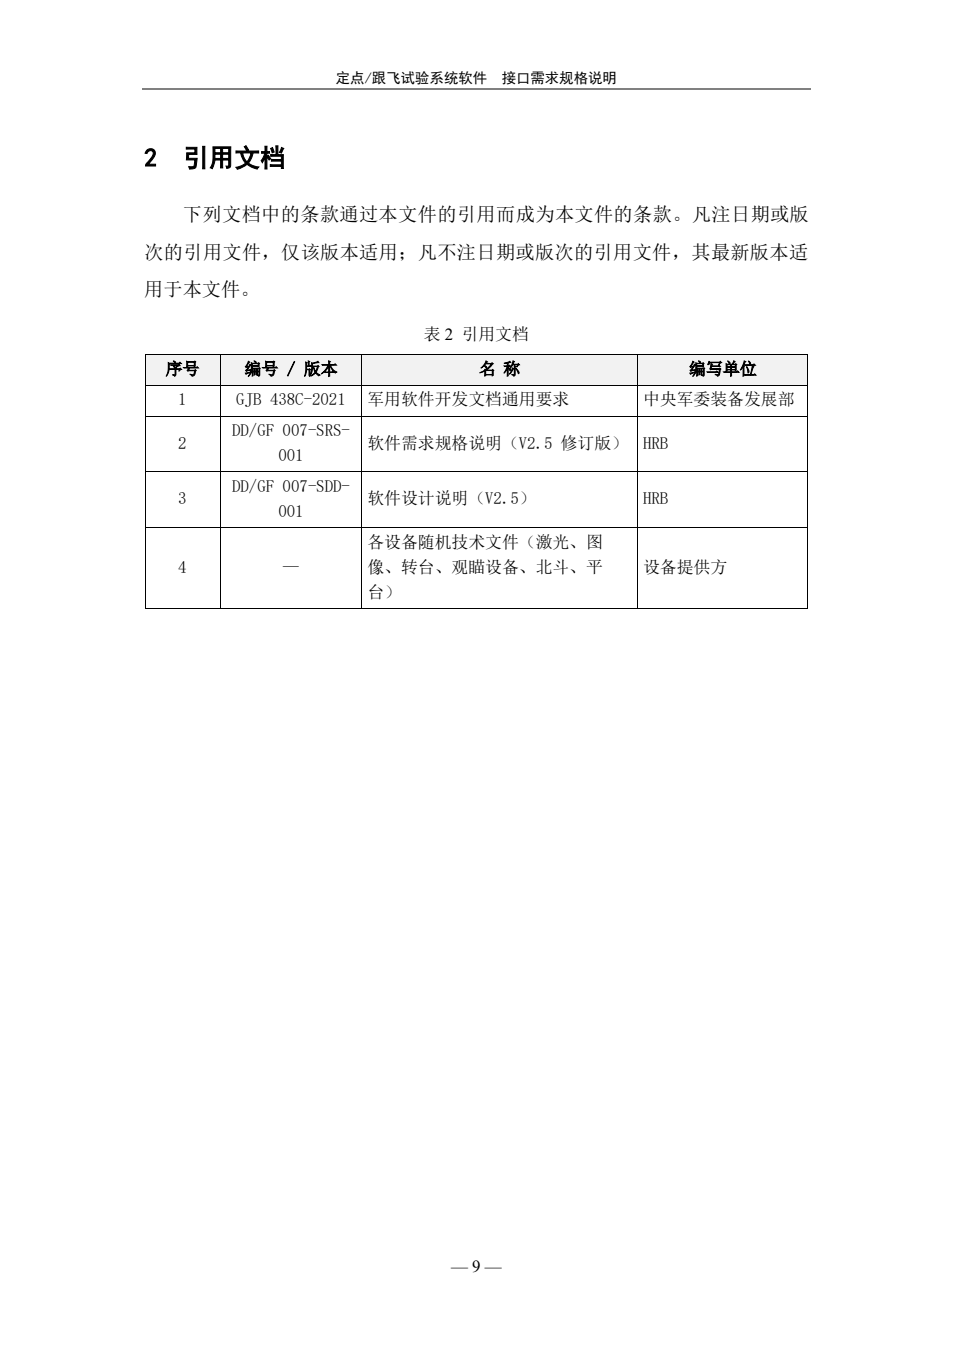 定点/跟飞试验系统软件　接口需求规格说明
2　引用文档
下列文档中的条款通过本文件的引用而成为本文件的条款。凡注日期或版
次的引用文件，仅该版本适用；凡不注日期或版次的引用文件，其最新版本适
用于本文件。
表 2 引用文档
序号 编号 / 版本 名 称 编写单位
1 GJB 438C-2021 军用软件开发文档通用要求 中央军委装备发展部
2 DD/GF 007-SRS-
001 软件需求规格说明（V2.5 修订版） HRB
3 DD/GF 007-SDD-
001 软件设计说明（V2.5） HRB
4 — 各设备随机技术文件（激光、图
像、转台、观瞄设备、北斗、平
台） 设备提供方
— 9 —